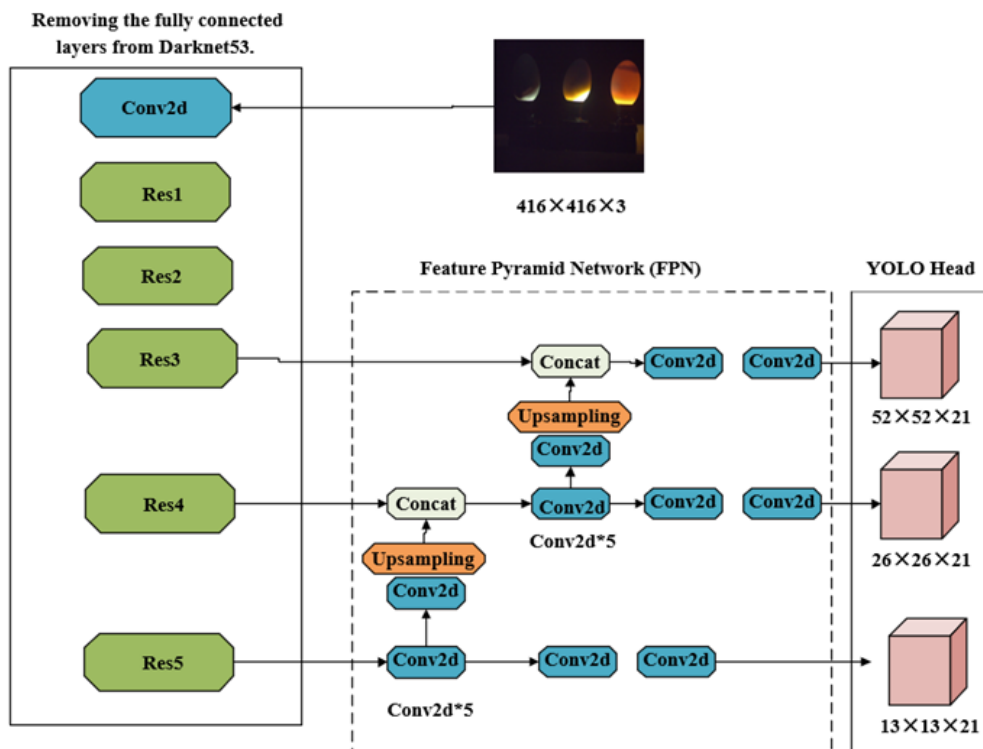 Removing the fully connected
layers from Darknet53.
Conv2d
416×416×3
Res1
Res2
Feature Pyramid Network (FPN)
YOLO Head
Res3
Concat
Conv2d
Conv2d
52×52×21
Upsampling
Conv2d
Res4
Concat
Conv2d
Conv2d
Conv2d
Conv2d*5
26×26×21
Upsampling
Conv2d
Res5
Conv2d
Conv2d
Conv2d
Conv2d*5
13×13×21